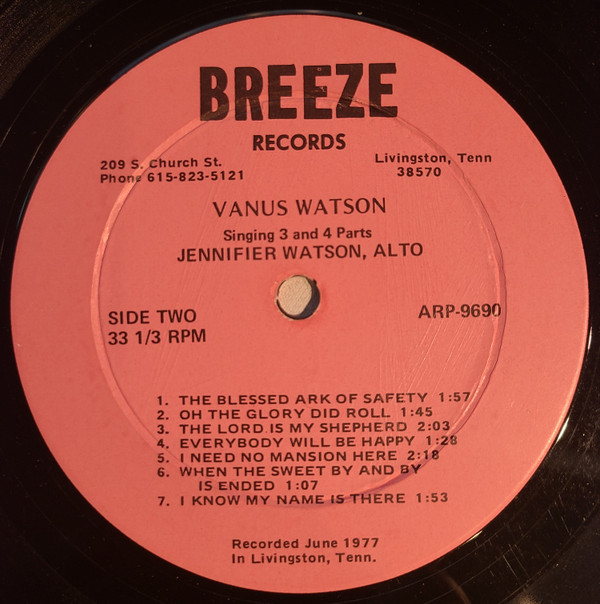 BREEZE
RECORDS
209 S. Church St.
Phone 615-823-5121
Livingston, Tenn
38570
VANUS WATSON
Singing 3 and 4 Parts
JENNIFIER WATSON, ALTO
SIDE TWO
33 1/3 RPM
ARP-9690
1. THE BLESSED ARK OF SAFETY 1:57
2. OH THE GLORY DID ROLL 1:45
3. THE LORD IS MY SHEPHERD 2:03
4. EVERYBODY WILL BE HAPPY 1:28
5. I NEED NO MANSION HERE 2:18
6. WHEN THE SWEET BY AND BY
IS ENDED 1:07
7. I KNOW MY NAME IS THERE 1:53
Recorded June 1977
In Livingston, Tenn.